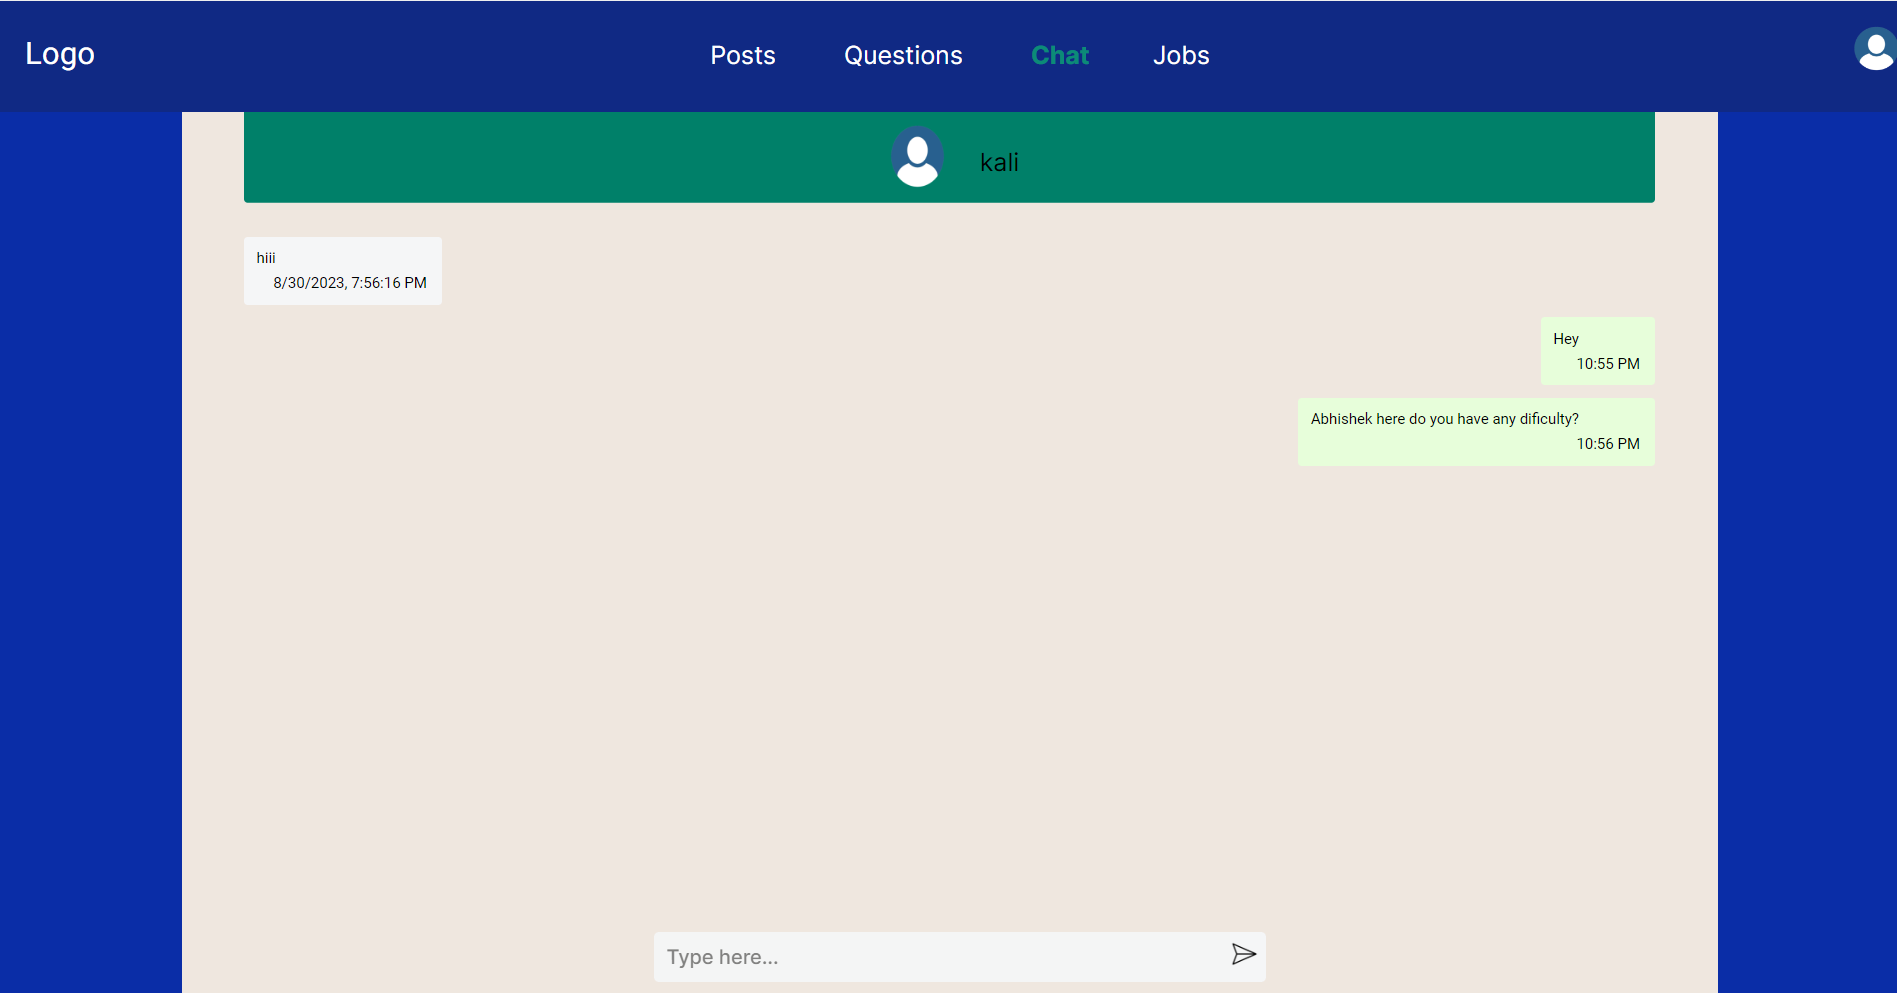 Logo
Posts
Questions
Chat
Jobs
kali
hiii
8/30/2023, 7:56:16 PM
Hey
10:55 PM
Abhishek here do you have any dificulty?
10:56 PM
Type here...